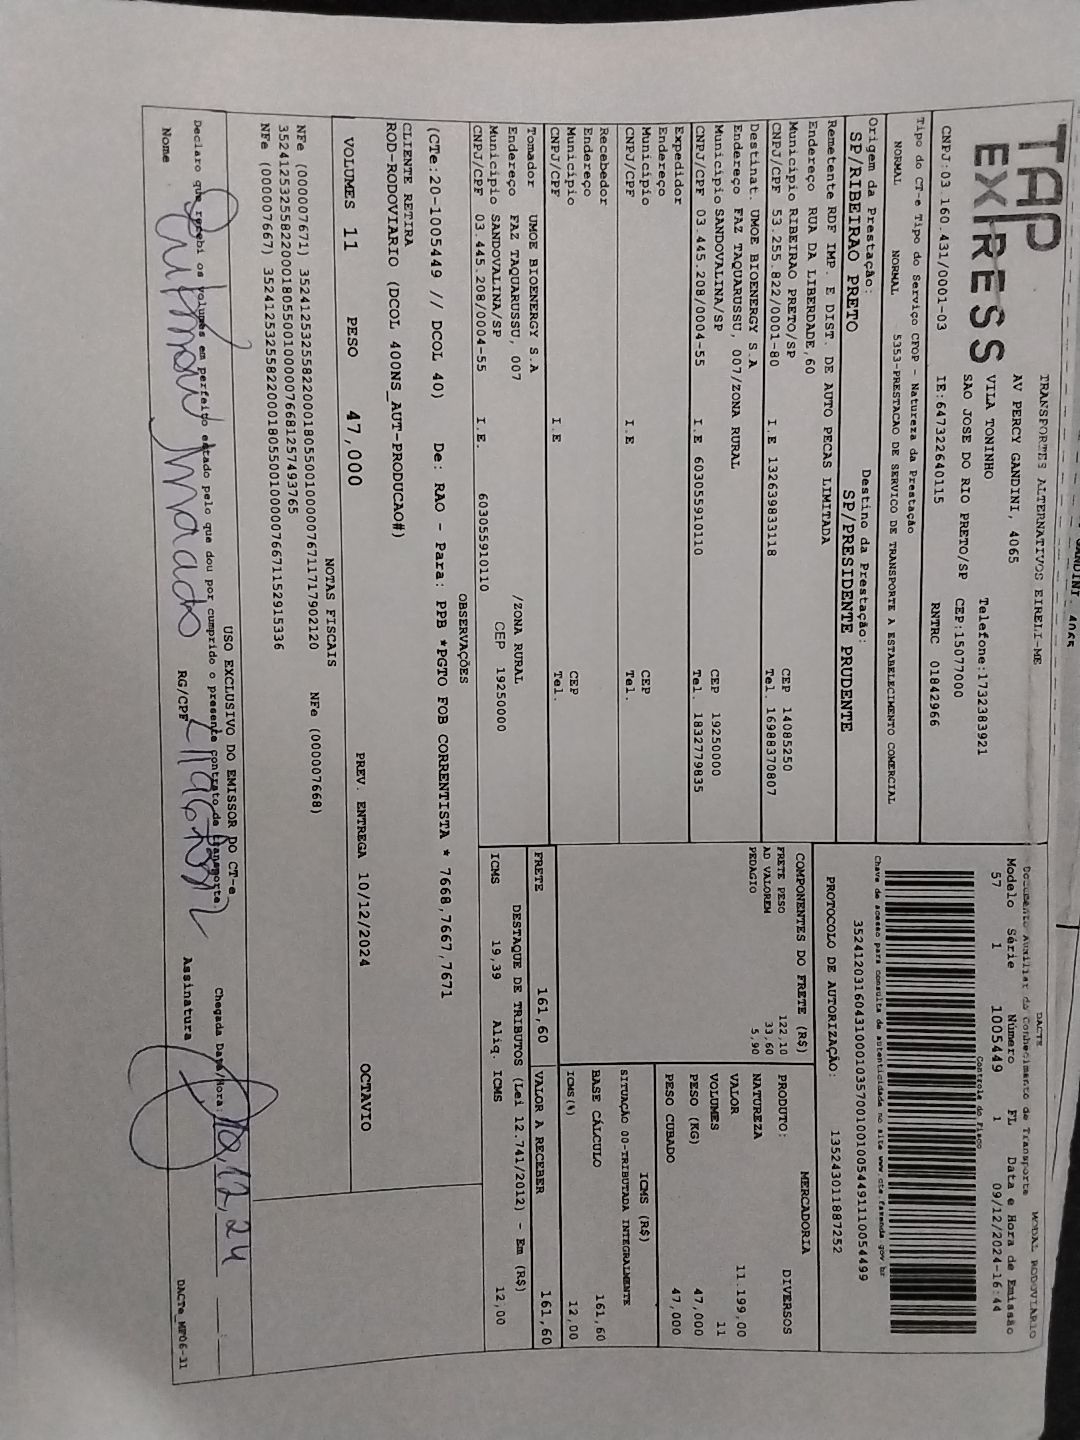 TAP
EXPRESS
TRANSPORTES ALTERNATIVOS EIRELI-ME
AV PERCY GANDINI, 4065
VILA TONINHO Telefone:1732383921
SAO JOSE DO RIO PRETO/SP CEP:15077000
CNPJ:03 160.431/0001-03 IE:647322640115 RNTRC 01842966
Tipo do CT-e Tipo do Serviço CFOP - Natureza da Prestação
NORMAL NORMAL 5353-PRESTACAO DE SERVICO DE TRANSPORTE A ESTABELECIMENTO COMERCIAL
Origem da Prestação: Destino da Prestação:
SP/RIBEIRAO PRETO SP/PRESIDENTE PRUDENTE
Remetente RDF IMP. E DIST. DE AUTO PECAS LIMITADA
Endereço RUA DA LIBERDADE,60
Municipio RIBEIRAO PRETO/SP CEP 14085250
CNPJ/CPF 53.255.822/0001-80 I.E 132639833118 Tel. 16988370807
Destinat. UMOE BIOENERGY S.A
Endereço FAZ TAQUARUSSU, 007/ZONA RURAL
Municipio SANDOVALINA/SP CEP 19250000
CNPJ/CPF 03.445.208/0004-55 I.E 603055910110 Tel. 1832779835
Expedidor
Endereço
Municipio CEP
CNPJ/CPF I.E Tel.
Recebedor
Endereço
Municipio CEP
CNPJ/CPF I.E Tel.
Tomador UMOE BIOENERGY S.A
Endereço FAZ TAQUARUSSU, 007 /ZONA RURAL
Municipio SANDOVALINA/SP CEP 19250000
CNPJ/CPF 03.445.208/0004-55 I.E. 603055910110
DACTE MODAL RODOVIARIO
Documento Auxiliar do Conhecimento de Transporte
Modelo Série Número FL Data e Hora de Emissão
57 1 1005449 1 09/12/2024-16:44
Controle do Fisco
Chave de acesso para consulta de autenticidade no site www.cte.fazenda.gov.br
35241203160431000103570010010054491110054499
PROTOCOLO DE AUTORIZAÇÃO: 135243011887252
COMPONENTES DO FRETE (R$)
FRETE PESO 122,10
AD VALOREM 33,60
PEDAGIO 5,90
MERCADORIA
PRODUTO: DIVERSOS
NATUREZA
VALOR 11.199,00
VOLUMES 11
PESO (KG) 47,000
PESO CUBADO 47,000
ICMS (R$)
SITUAÇÃO 00-TRIBUTADA INTEGRALMENTE
BASE CÁLCULO 161,60
ICMS(%) 12,00
FRETE 161,60 VALOR A RECEBER 161,60
DESTAQUE DE TRIBUTOS (Lei 12.741/2012) - Em (R$)
ICMS 19,39 Aliq. ICMS 12,00
OBSERVAÇÕES
(CTe:20-1005449 // DCOL 40) De: RAO - Para: PPB *PGTO FOB CORRENTISTA * 7668,7667,7671
CLIENTE RETIRA
ROD-RODOVIARIO (DCOL 400NS_AUT-PRODUCAO#)
VOLUMES 11 PESO 47,000 PREV. ENTREGA 10/12/2024 OCTAVIO
NOTAS FISCAIS
NFe (000007671) 35241253255822000180550010000076711717902120 NFe (000007668)
35241253255822000180550010000076681257493765
NFe (000007667) 35241253255822000180550010000076671152915336
USO EXCLUSIVO DO EMISSOR DO CT-e
Declaro que recebi os volumes em perfeito estado pelo que dou por cumprido o presente contrato de transporte. Chegada Data/Hora: 10,12,24 __:__
Nome RG/CPF Assinatura
DACTe_MP06-31